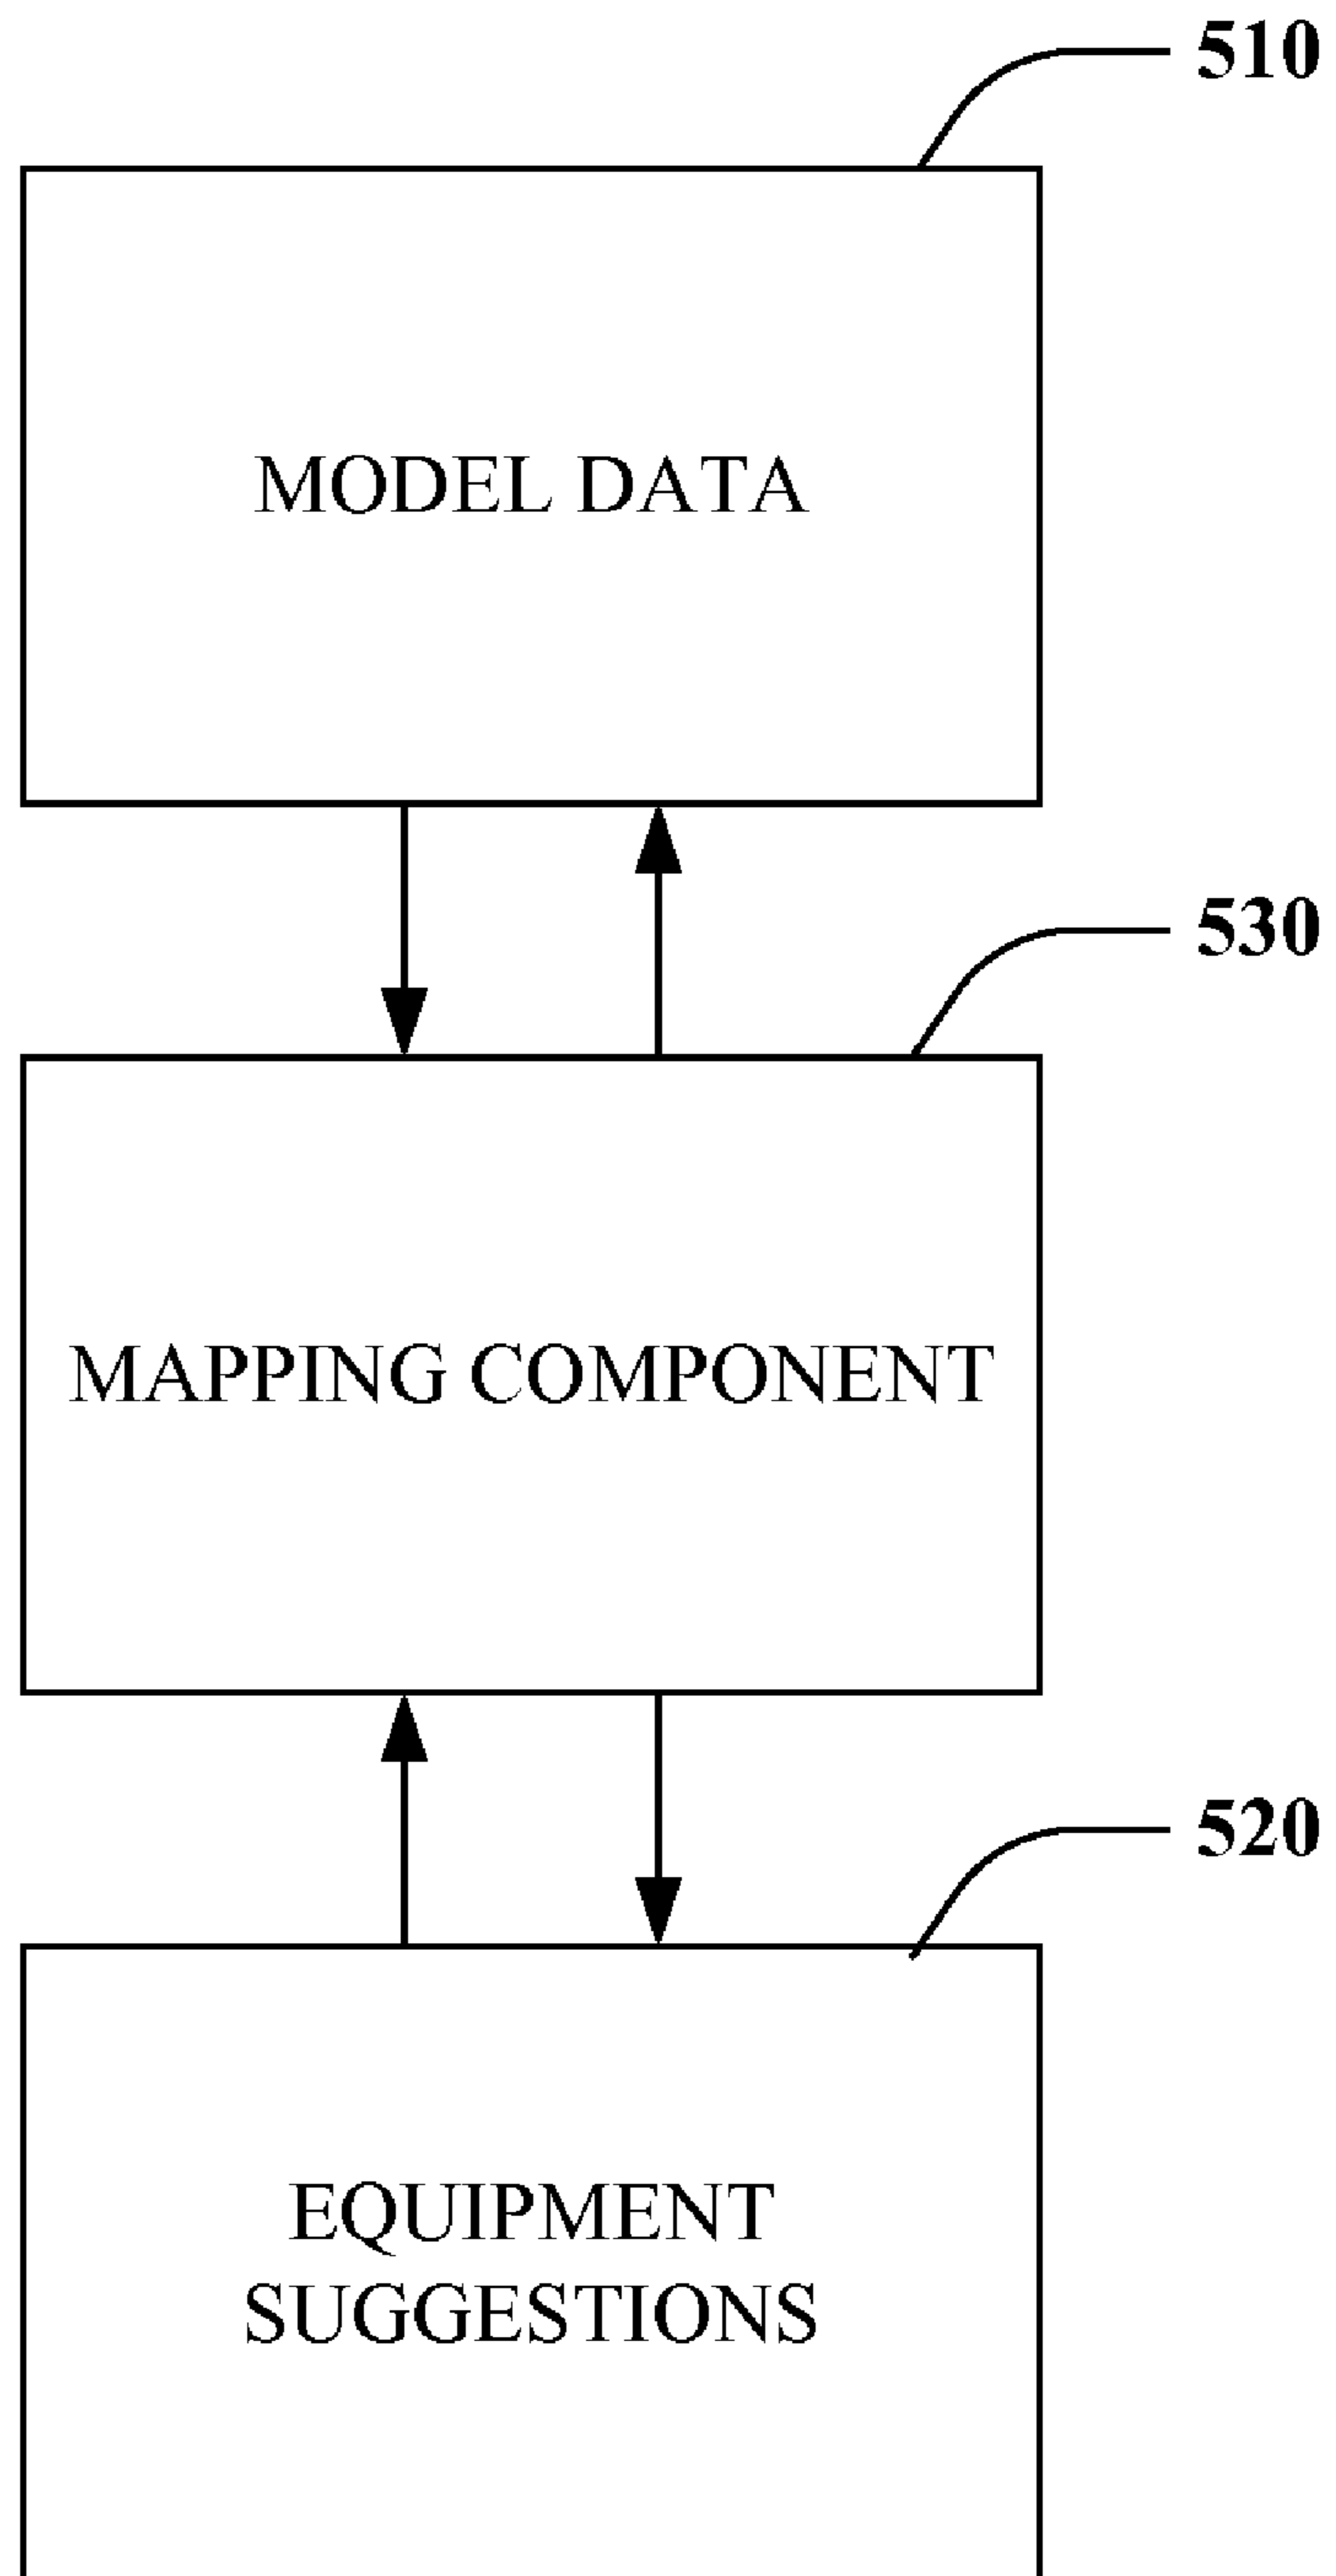 510
MODEL DATA
530
MAPPING COMPONENT
520
EQUIPMENT
SUGGESTIONS